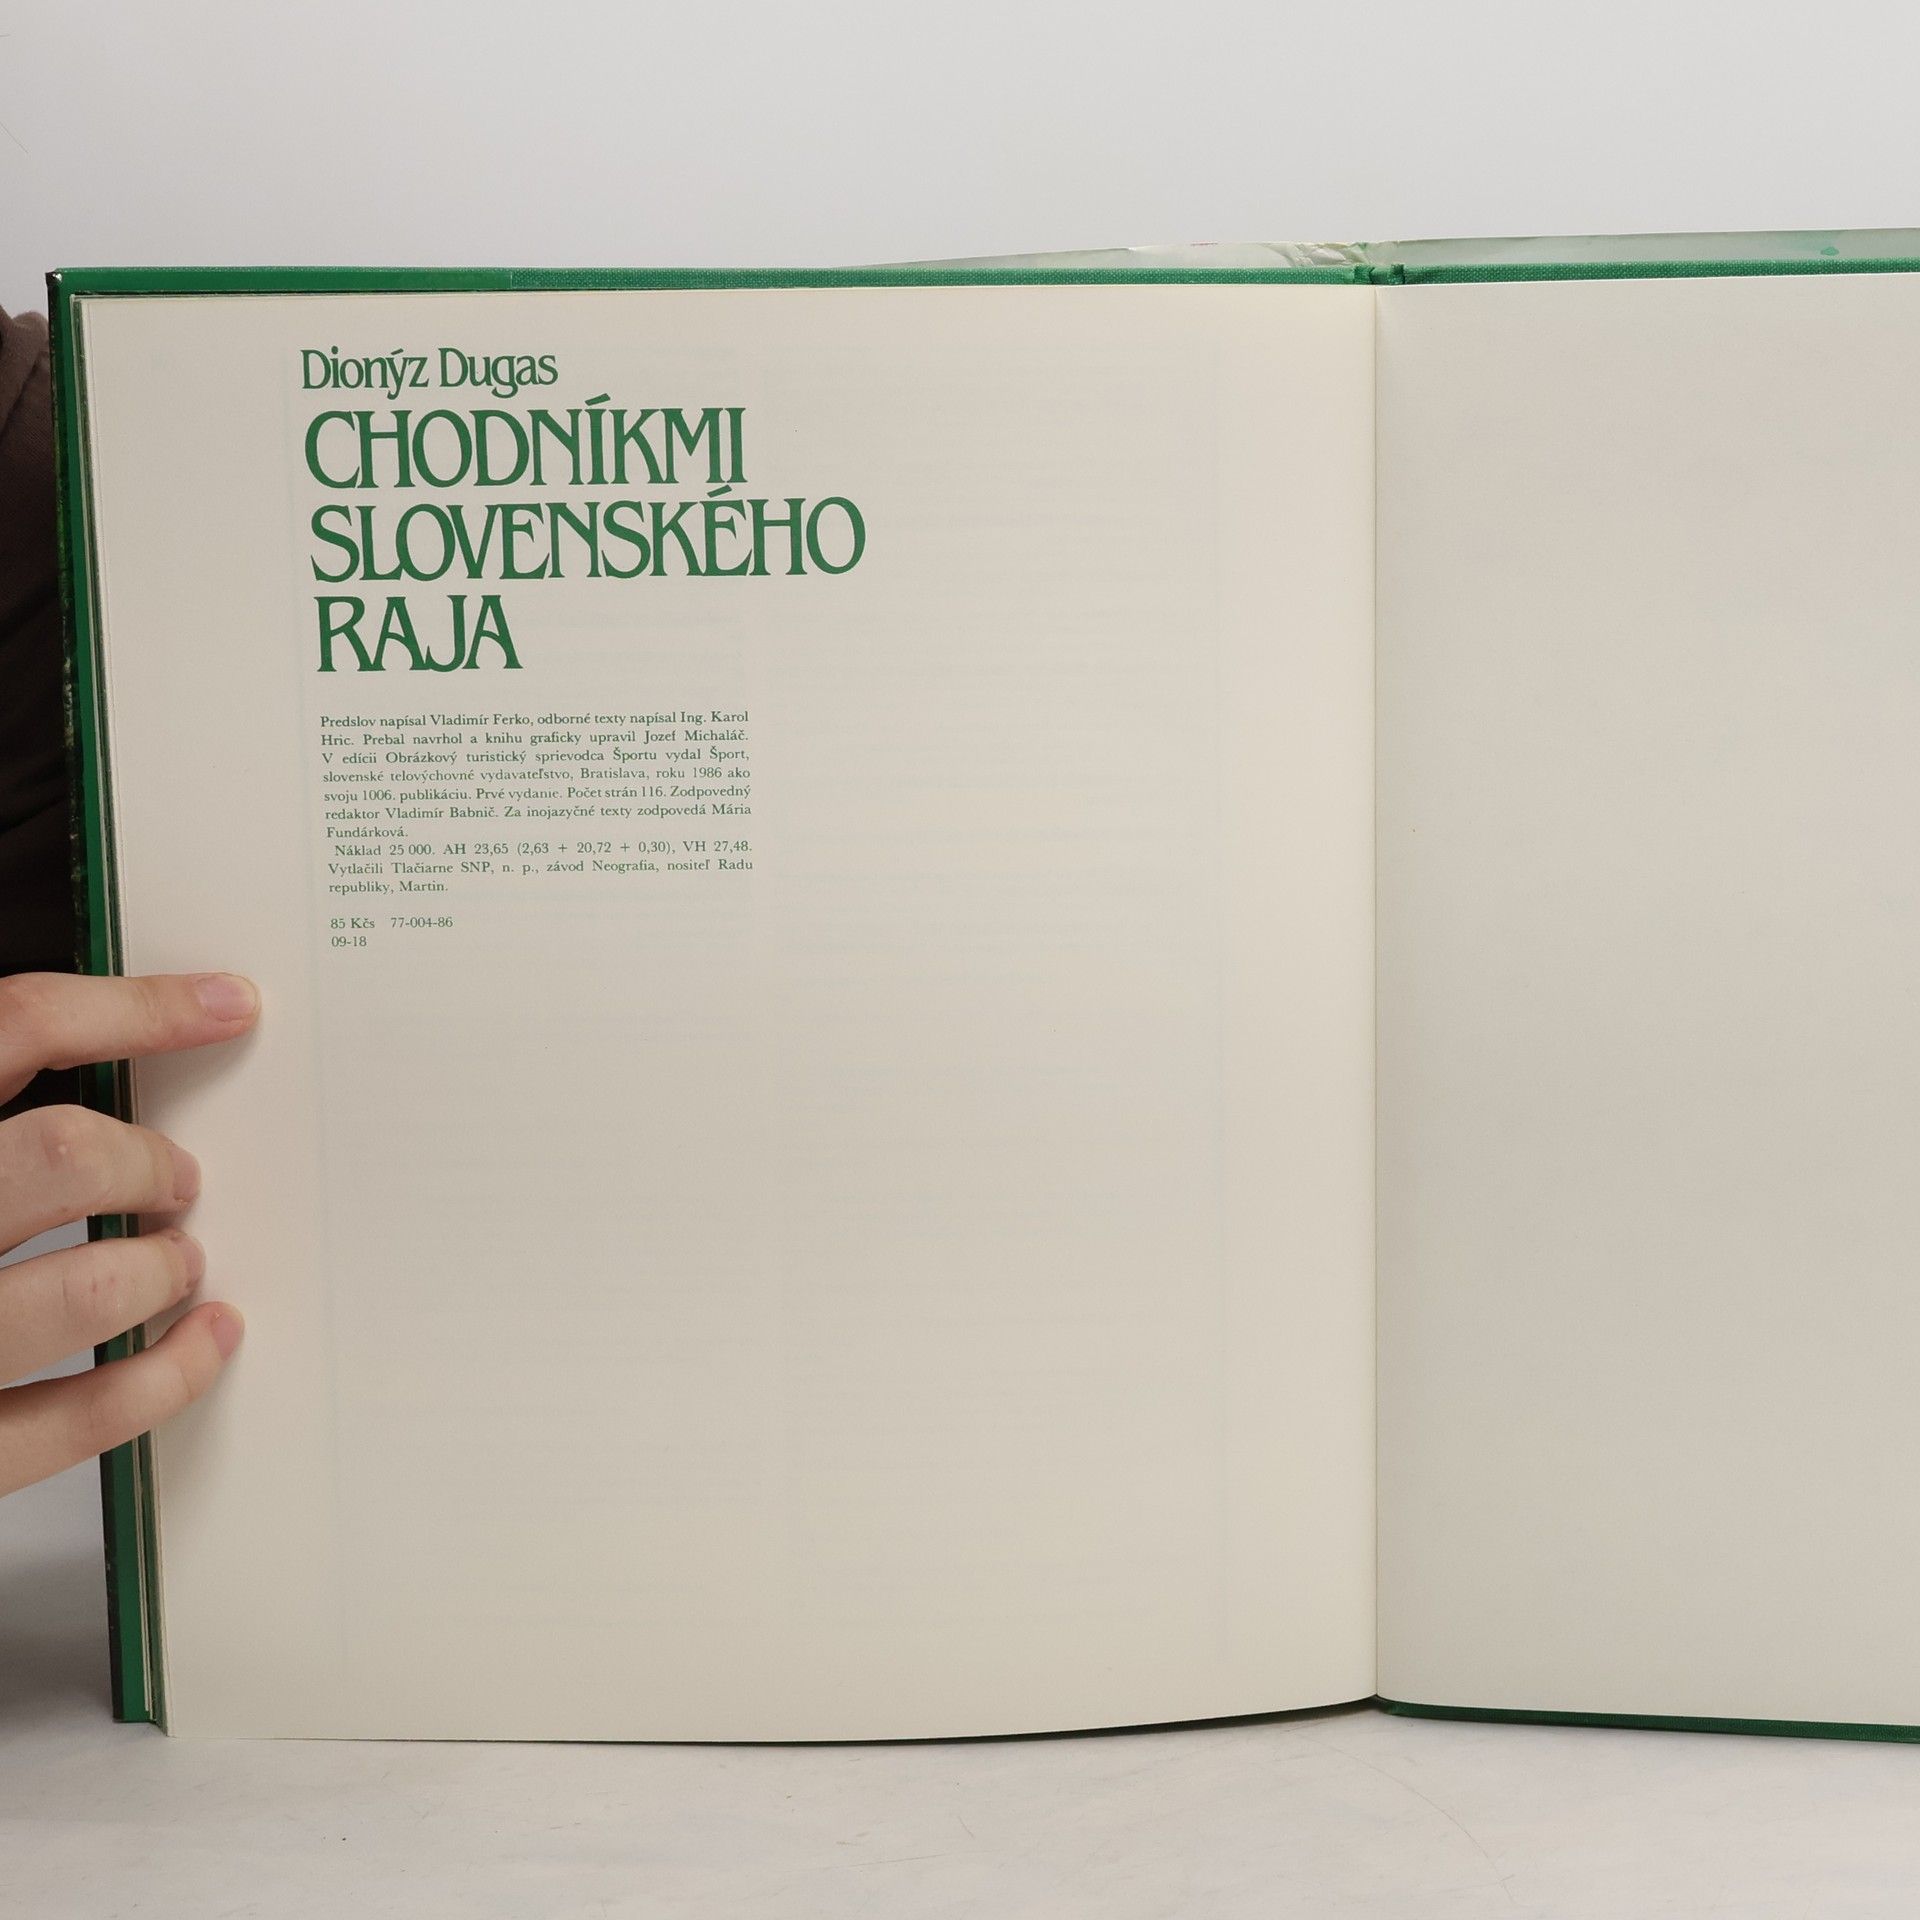 Dionýz Dugas
CHODNÍKMI
SLOVENSKÉHO
RAJA
Predslov napísal Vladimír Ferko, odborné texty napísal Ing. Karol
Hric. Prebal navrhol a knihu graficky upravil Jozef Michaláč.
V edícii Obrázkový turistický sprievodca Športu vydal Šport,
slovenské telovýchovné vydavateľstvo, Bratislava, roku 1986 ako
svoju 1006. publikáciu. Prvé vydanie. Počet strán 116. Zodpovedný
redaktor Vladimír Babnič. Za inojazyčné texty zodpovedá Mária
Fundárková.
Náklad 25 000. AH 23,65 (2,63 + 20,72 + 0,30), VH 27,48.
Vytlačili Tlačiarne SNP, n. p., závod Neografia, nositeľ Radu
republiky, Martin.
85 Kčs 77-004-86
09-18